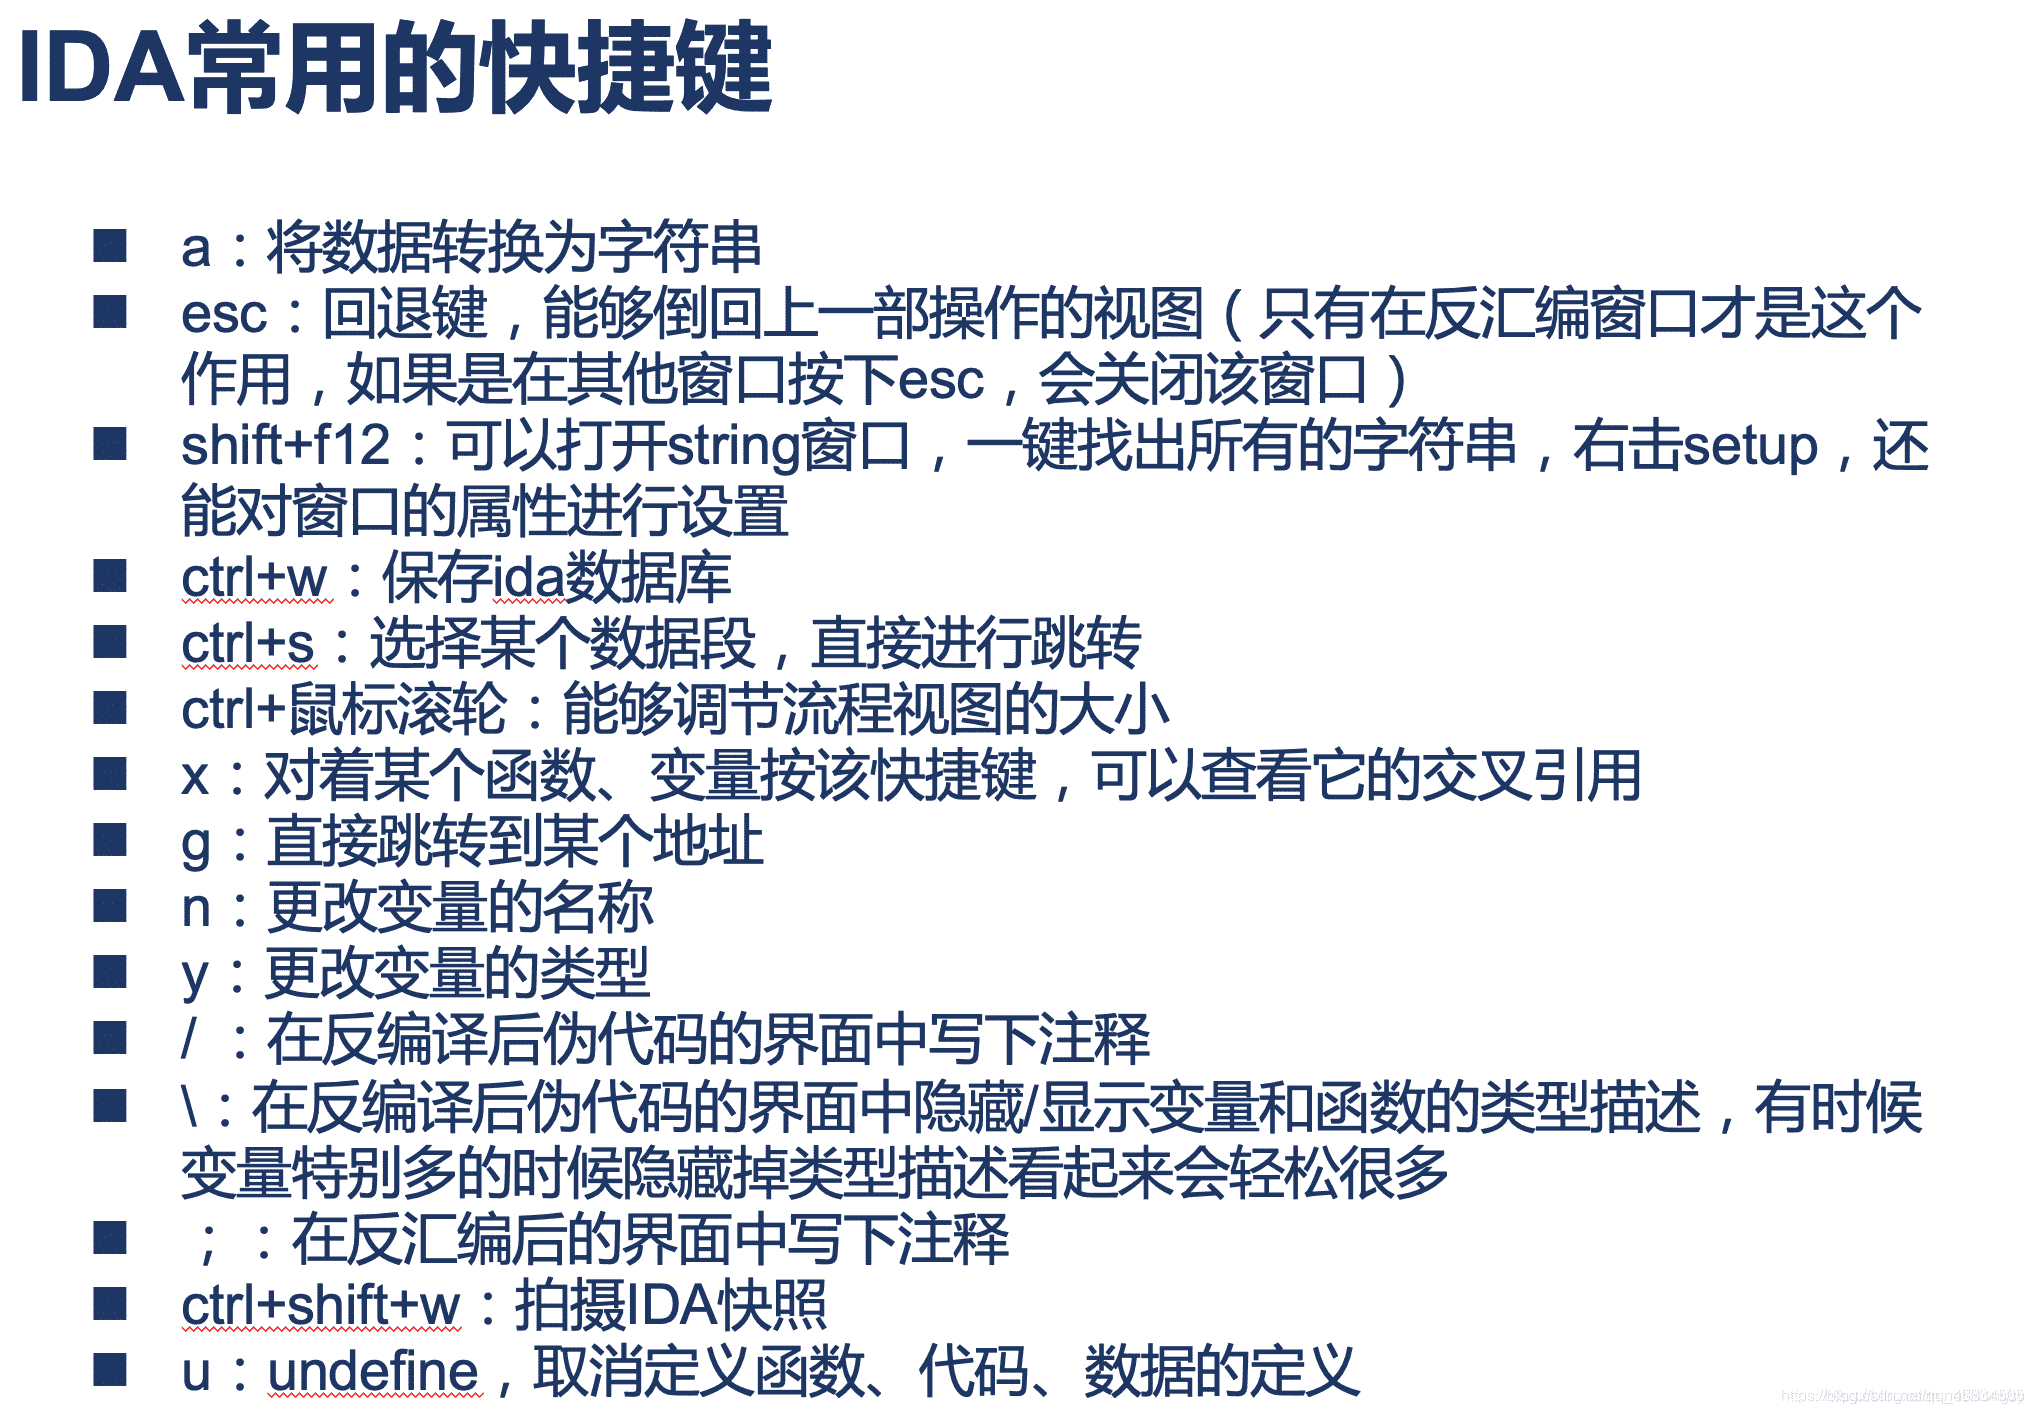 IDA常用的快捷键
a：将数据转换为字符串
esc：回退键，能够倒回上一部操作的视图（只有在反汇编窗口才是这个
作用，如果是在其他窗口按下esc，会关闭该窗口）
shift+f12：可以打开string窗口，一键找出所有的字符串，右击setup，还
能对窗口的属性进行设置
ctrl+w：保存ida数据库
ctrl+s：选择某个数据段，直接进行跳转
ctrl+鼠标滚轮：能够调节流程视图的大小
x：对着某个函数、变量按该快捷键，可以查看它的交叉引用
g：直接跳转到某个地址
n：更改变量的名称
y：更改变量的类型
/ ：在反编译后伪代码的界面中写下注释
\：在反编译后伪代码的界面中隐藏/显示变量和函数的类型描述，有时候
变量特别多的时候隐藏掉类型描述看起来会轻松很多
；：在反汇编后的界面中写下注释
ctrl+shift+w：拍摄IDA快照
u：undefine，取消定义函数、代码、数据的定义